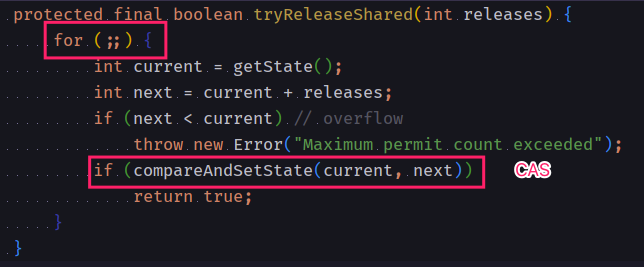 protected final boolean tryReleaseShared(int releases) {
for (;;) {
int current = getState();
int next = current + releases;
if (next < current) // overflow
throw new Error("Maximum permit count exceeded");
if (compareAndSetState(current, next)) CAS
return true;
}
}